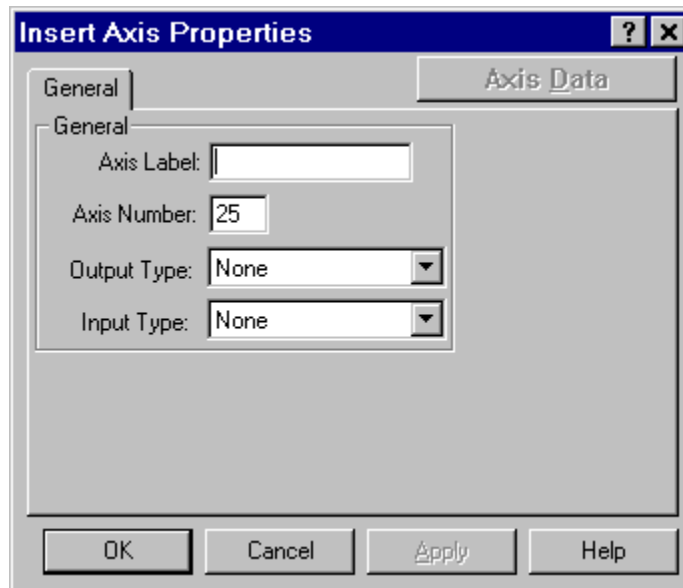 Insert Axis Properties
General
Axis Data
General
Axis Label:
Axis Number: 25
Output Type: None
Input Type: None
OK Cancel Apply Help